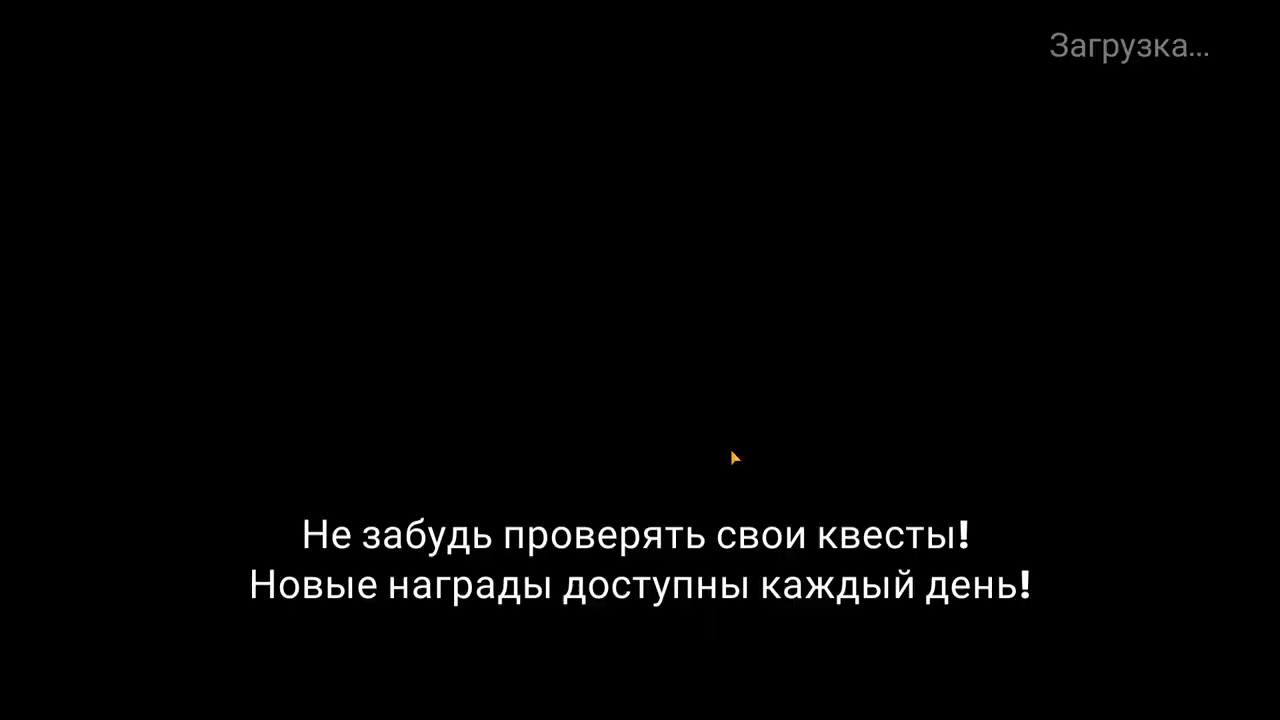 Загрузка...
Не забудь проверять свои квесты!
Новые награды доступны каждый день!